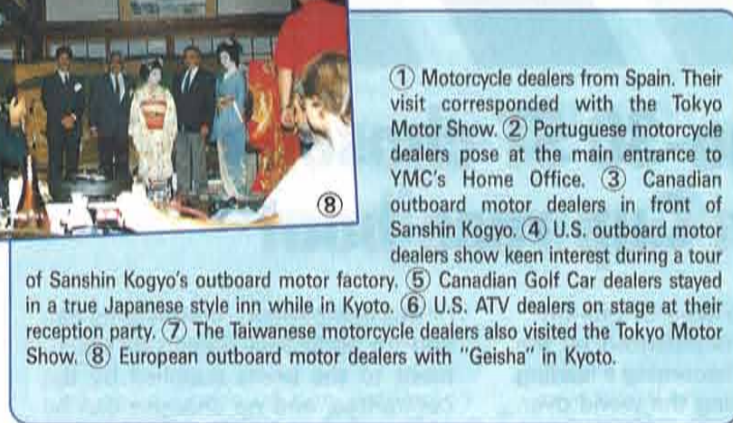 ① Motorcycle dealers from Spain. Their
visit corresponded with the Tokyo
Motor Show. ② Portuguese motorcycle
dealers pose at the main entrance to
YMC's Home Office. ③ Canadian
outboard motor dealers in front of
Sanshin Kogyo. ④ U.S. outboard motor
dealers show keen interest during a tour
of Sanshin Kogyo's outboard motor factory. ⑤ Canadian Golf Car dealers stayed
in a true Japanese style inn while in Kyoto. ⑥ U.S. ATV dealers on stage at their
reception party. ⑦ The Taiwanese motorcycle dealers also visited the Tokyo Motor
Show. ⑧ European outboard motor dealers with "Geisha" in Kyoto.
⑧